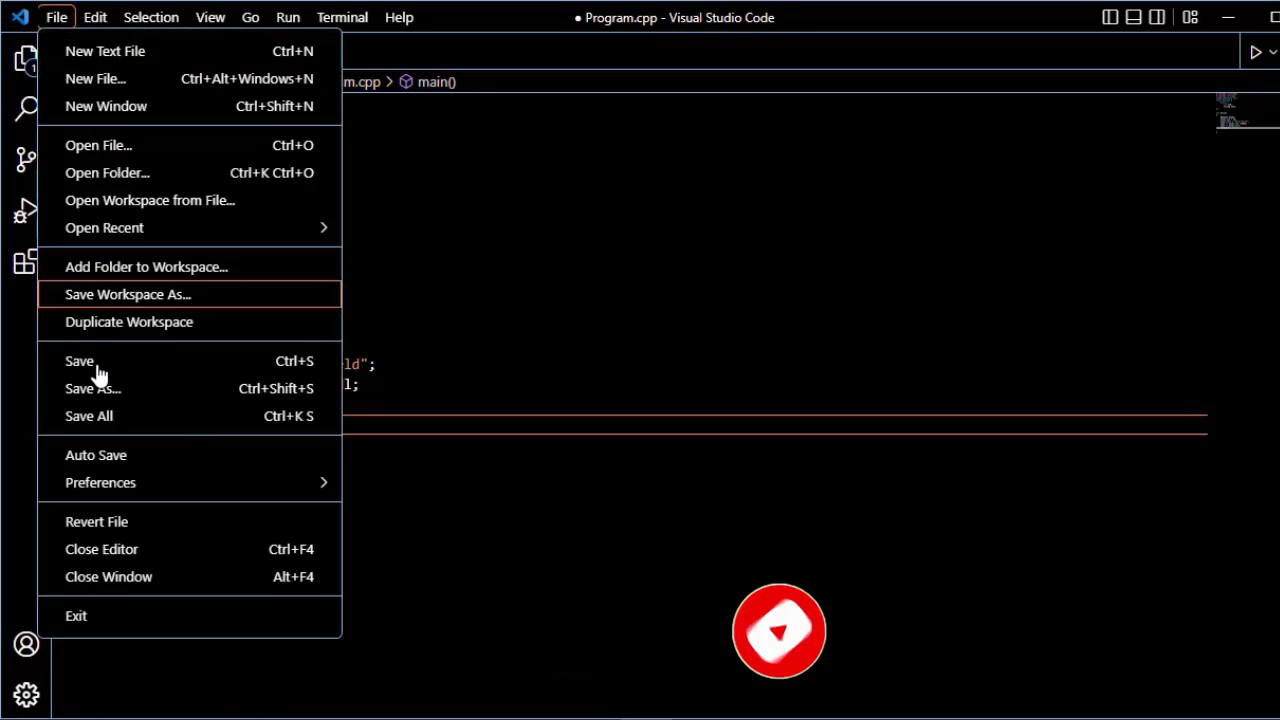 File Edit Selection View Go Run Terminal Help ● Program.cpp - Visual Studio Code
New Text File Ctrl+N
1
New File... Ctrl+Alt+Windows+N
m.cpp > main()
New Window Ctrl+Shift+N
Open File... Ctrl+O
Open Folder... Ctrl+K Ctrl+O
Open Workspace from File...
Open Recent >
Add Folder to Workspace...
Save Workspace As...
Duplicate Workspace
Save Ctrl+S
ld";
Save As... Ctrl+Shift+S
l;
Save All Ctrl+K S
Auto Save
Preferences >
Revert File
Close Editor Ctrl+F4
Close Window Alt+F4
Exit